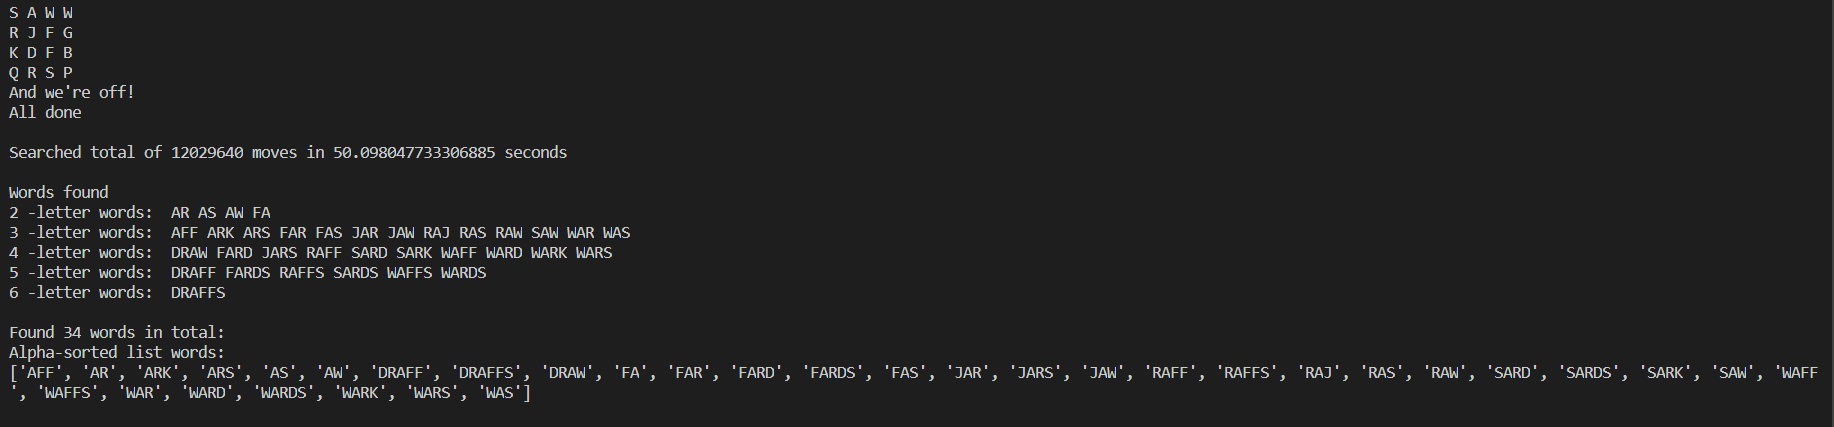 S A W W
R J F G
K D F B
Q R S P
And we're off!
All done
Searched total of 12029640 moves in 50.098047733306885 seconds
Words found
2 -letter words:  AR AS AW FA
3 -letter words:  AFF ARK ARS FAR FAS JAR JAW RAJ RAS RAW SAW WAR WAS
4 -letter words:  DRAW FARD JARS RAFF SARD SARK WAFF WARD WARK WARS
5 -letter words:  DRAFF FARDS RAFFS SARDS WAFFS WARDS
6 -letter words:  DRAFFS
Found 34 words in total:
Alpha-sorted list words:
['AFF', 'AR', 'ARK', 'ARS', 'AS', 'AW', 'DRAFF', 'DRAFFS', 'DRAW', 'FA', 'FAR', 'FARD', 'FARDS', 'FAS', 'JAR', 'JARS', 'JAW', 'RAFF', 'RAFFS', 'RAJ', 'RAS', 'RAW', 'SARD', 'SARDS', 'SARK', 'SAW', 'WAFF
', 'WAFFS', 'WAR', 'WARD', 'WARDS', 'WARK', 'WARS', 'WAS']